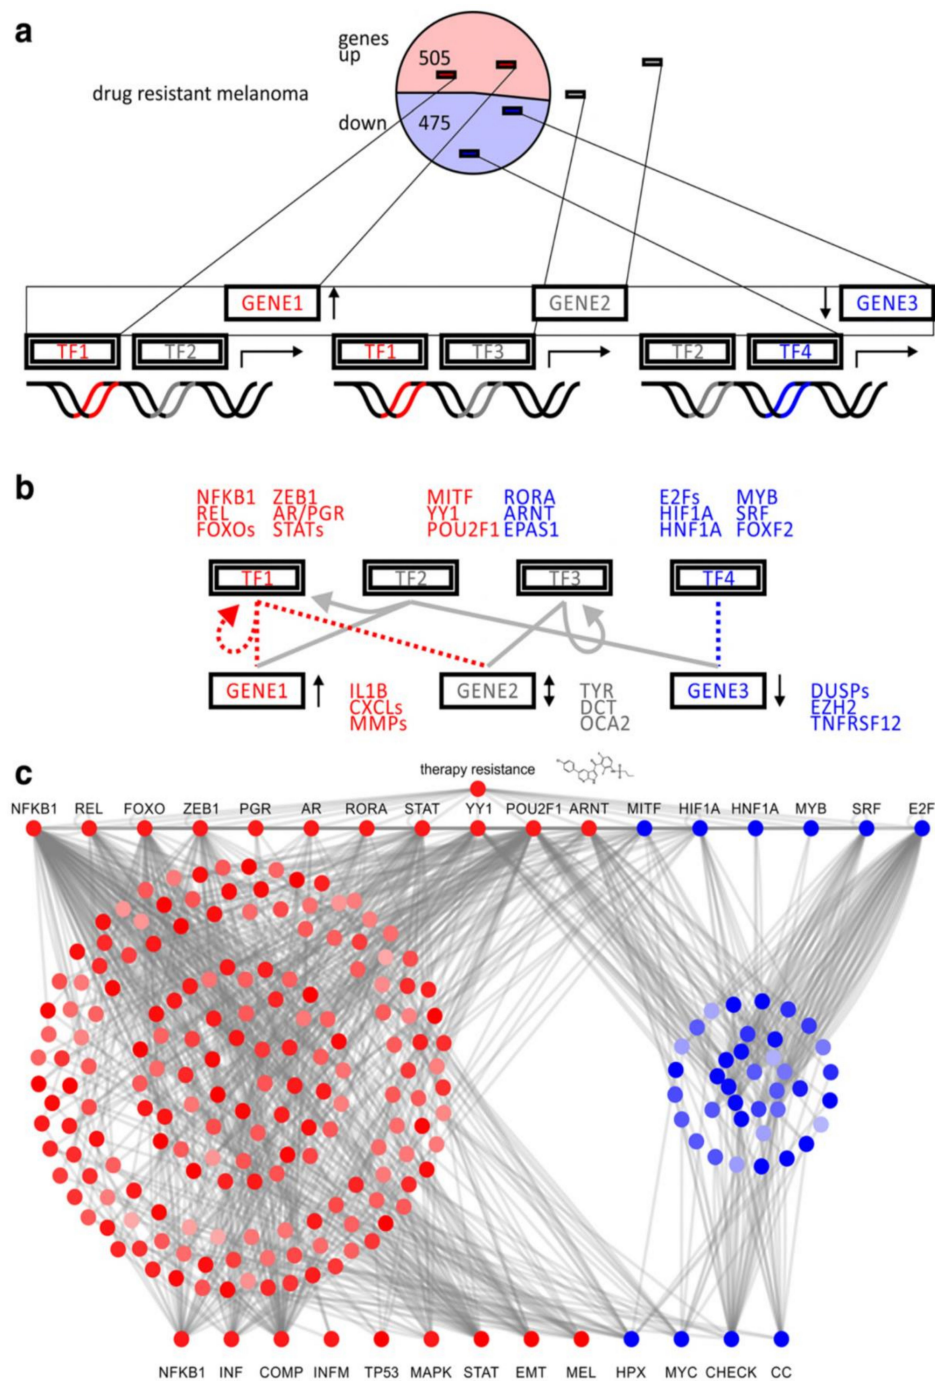 a
genes
up
505
drug resistant melanoma
down
475
GENE1 GENE2 GENE3
TF1 TF2 TF1 TF3 TF2 TF4
b
NFKB1 ZEB1 MITF RORA E2Fs MYB
REL AR/PGR YY1 ARNT HIF1A SRF
FOXOs STATs POU2F1 EPAS1 HNF1A FOXF2
TF1 TF2 TF3 TF4
GENE1 IL1B GENE2 TYR GENE3 DUSPs
CXCLs DCT EZH2
MMPs OCA2 TNFRSF12
c
therapy resistance
NFKB1 REL FOXO ZEB1 PGR AR RORA STAT YY1 POU2F1 ARNT MITF HIF1A HNF1A MYB SRF E2F
NFKB1 INF COMP INFM TP53 MAPK STAT EMT MEL HPX MYC CHECK CC